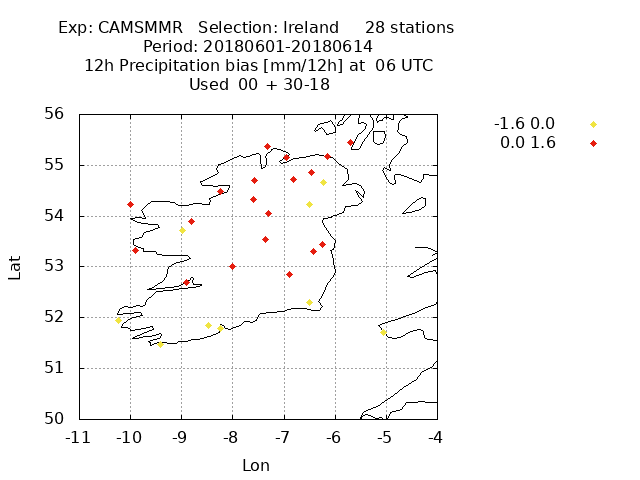 Exp: CAMSMMR   Selection: Ireland     28 stations
Period: 20180601-20180614
12h Precipitation bias [mm/12h] at  06 UTC
Used  00 + 30-18
-1.6 0.0
0.0 1.6
56
55
54
53
52
51
50
-11 -10 -9 -8 -7 -6 -5 -4
Lat
Lon